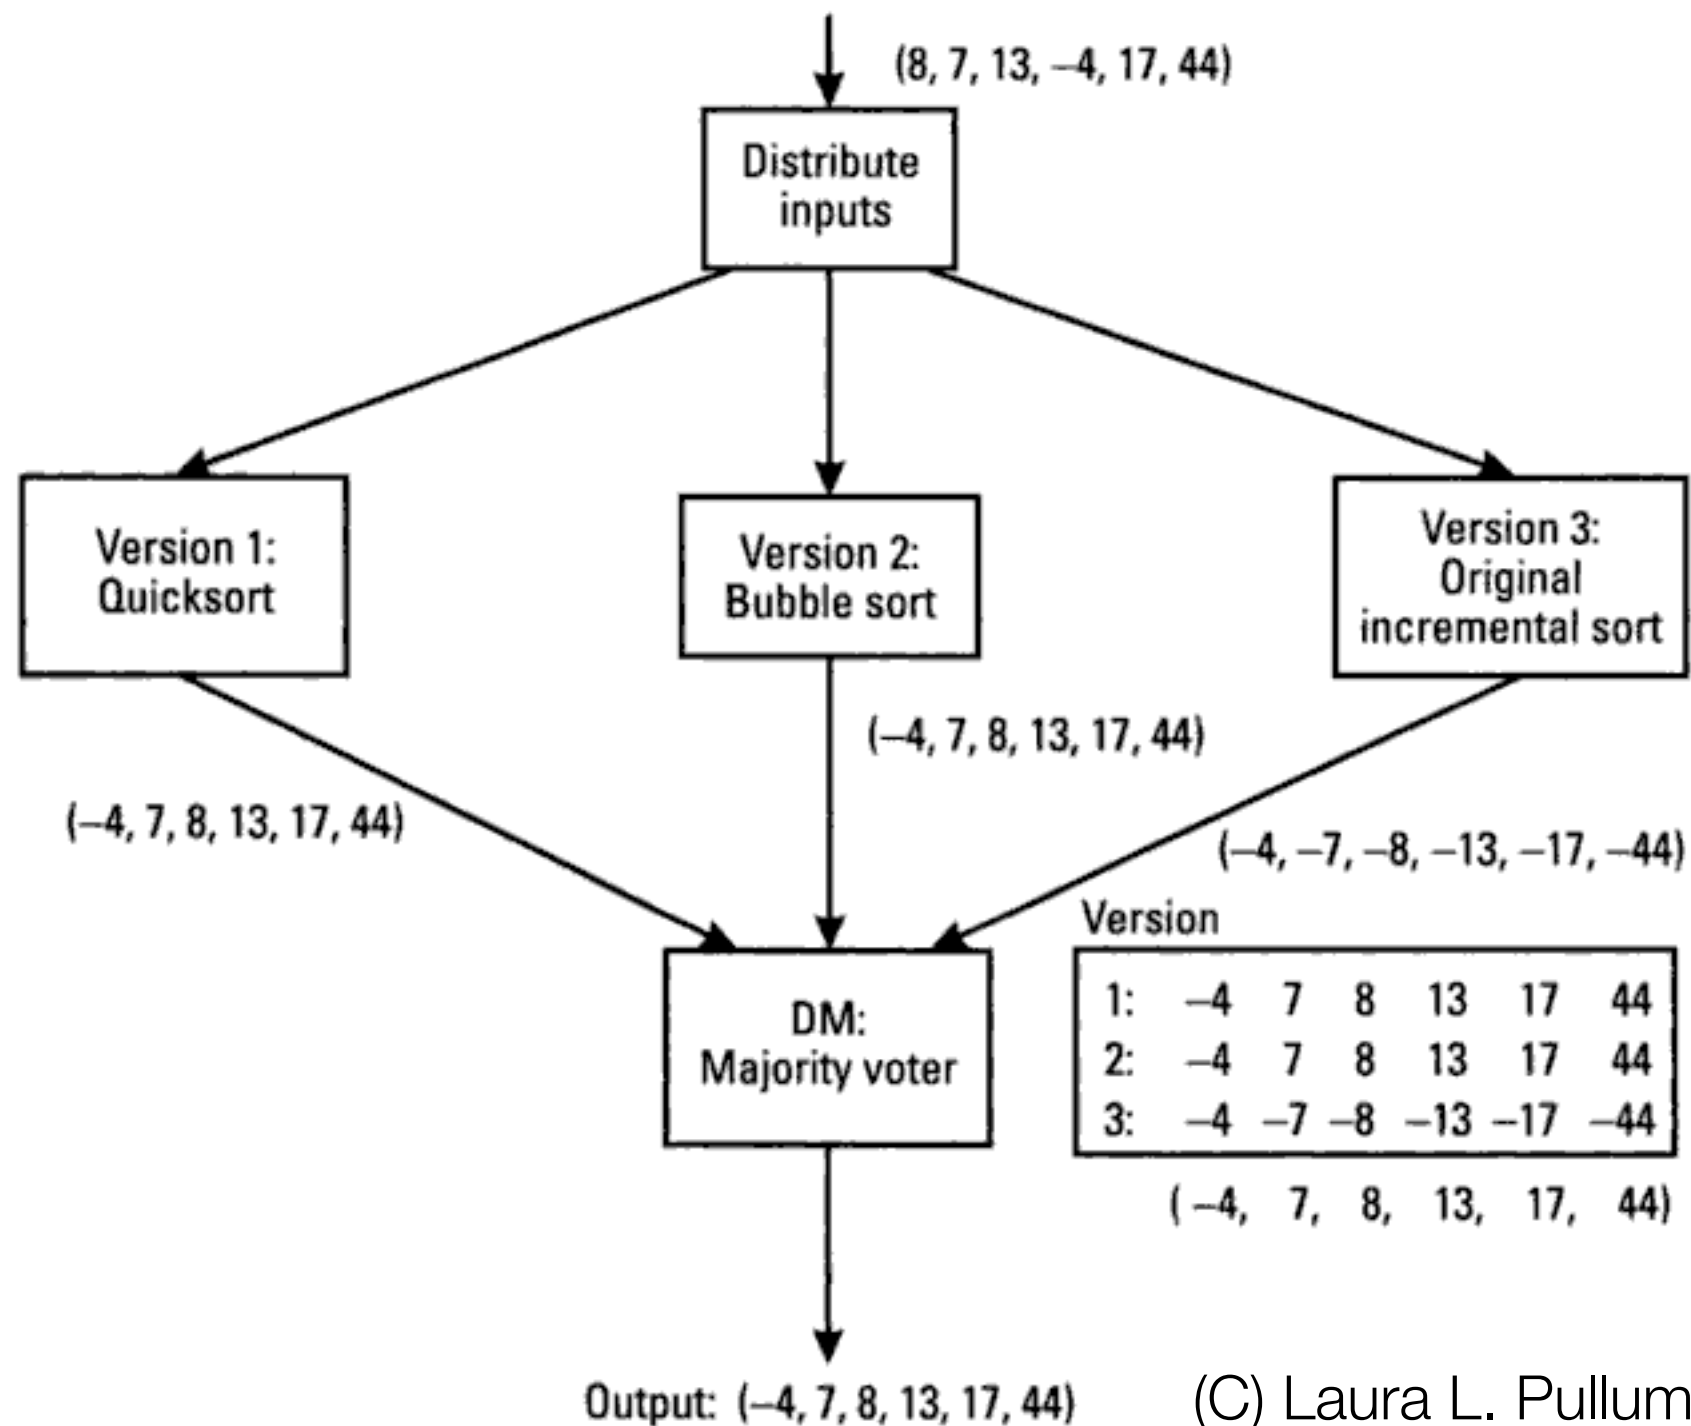 (8, 7, 13, –4, 17, 44)
Distribute
inputs
Version 1:
Quicksort
Version 2:
Bubble sort
Version 3:
Original
incremental sort
(–4, 7, 8, 13, 17, 44)
(–4, 7, 8, 13, 17, 44)
(–4, –7, –8, –13, –17, –44)
DM:
Majority voter
Version
1: –4 7 8 13 17 44
2: –4 7 8 13 17 44
3: –4 –7 –8 –13 –17 –44
( –4, 7, 8, 13, 17, 44)
Output: (–4, 7, 8, 13, 17, 44)
(C) Laura L. Pullum